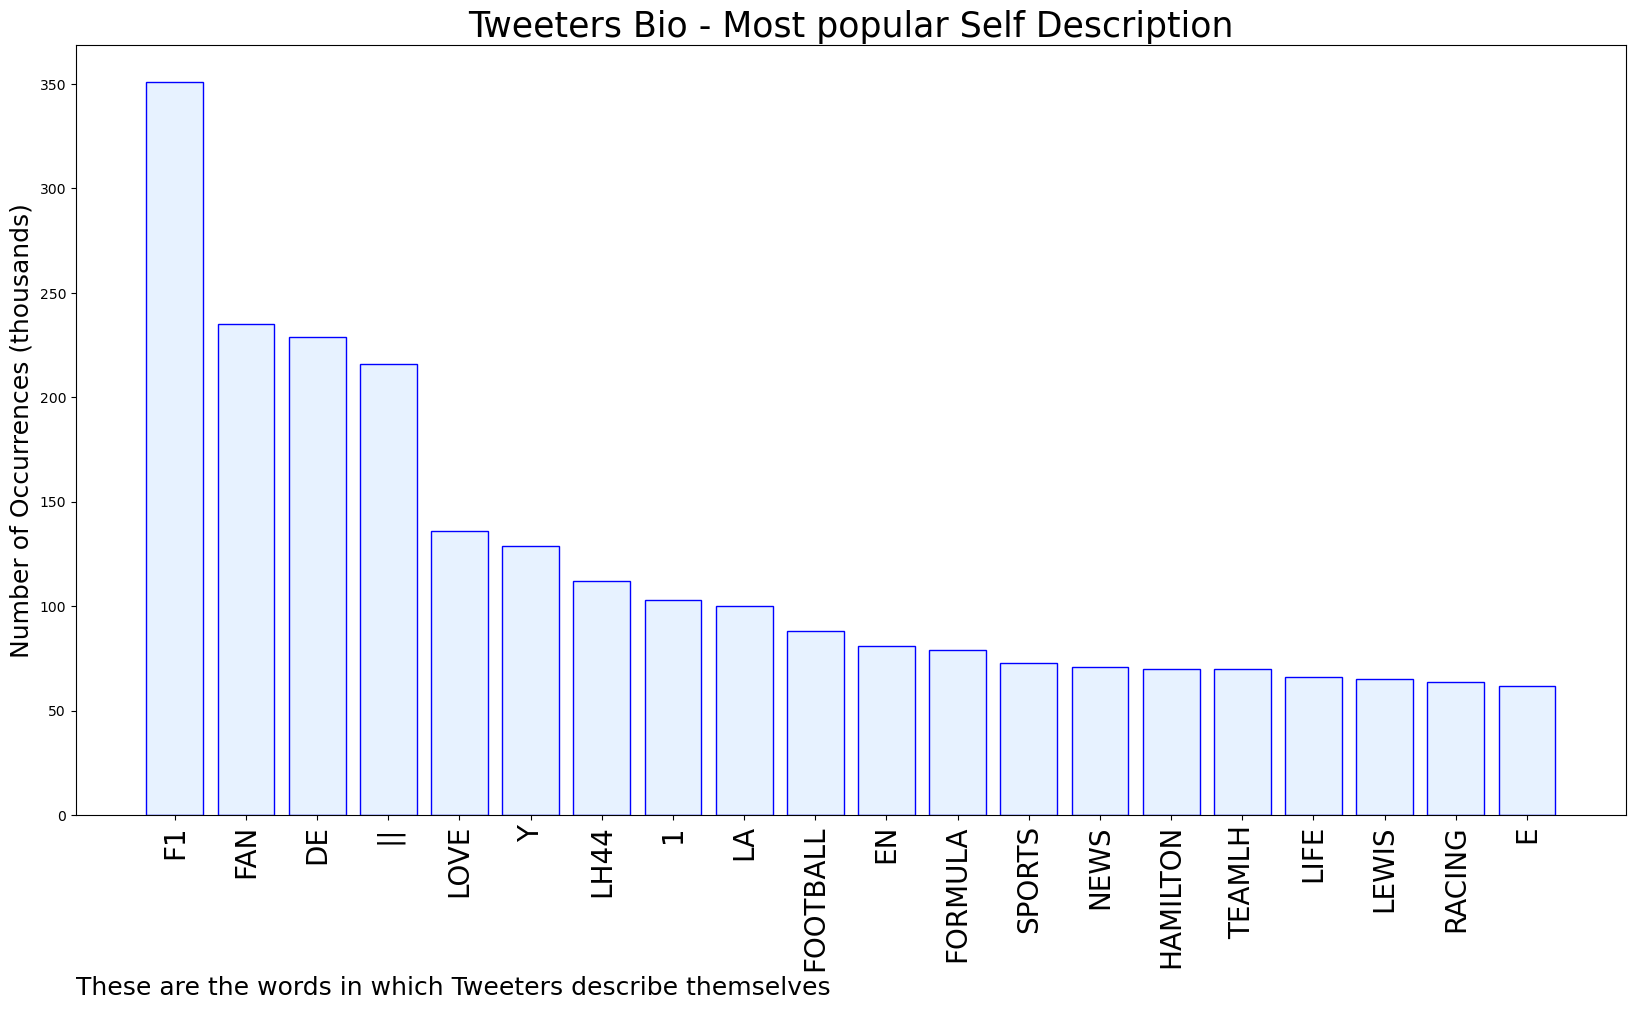 Tweeters Bio - Most popular Self Description
Number of Occurrences (thousands)
350
300
250
200
150
100
50
0
F1
FAN
DE
||
LOVE
Y
LH44
1
LA
FOOTBALL
EN
FORMULA
SPORTS
NEWS
HAMILTON
TEAMLH
LIFE
LEWIS
RACING
E
These are the words in which Tweeters describe themselves